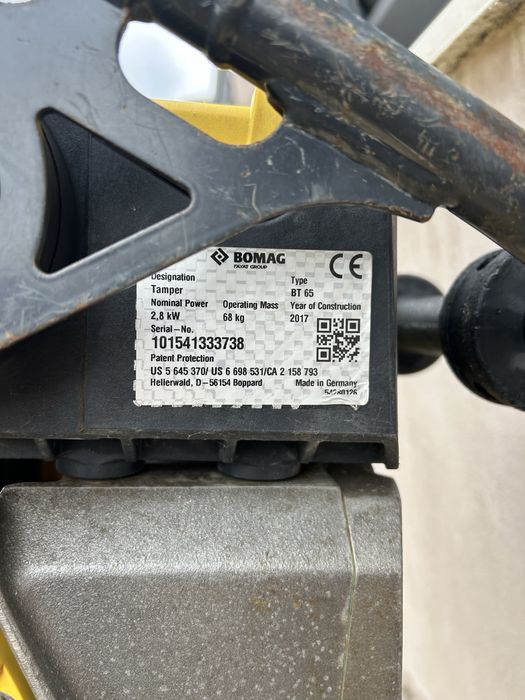 BOMAG
FAYAT GROUP
CE
Designation Type
Tamper BT 65
Nominal Power Operating Mass Year of Construction
2,8 kW 68 kg 2017
Serial-No.
101541333738
Patent Protection
US 5 645 370/ US 6 698 531/CA 2 158 793
Hellerwald, D-56154 Boppard Made in Germany